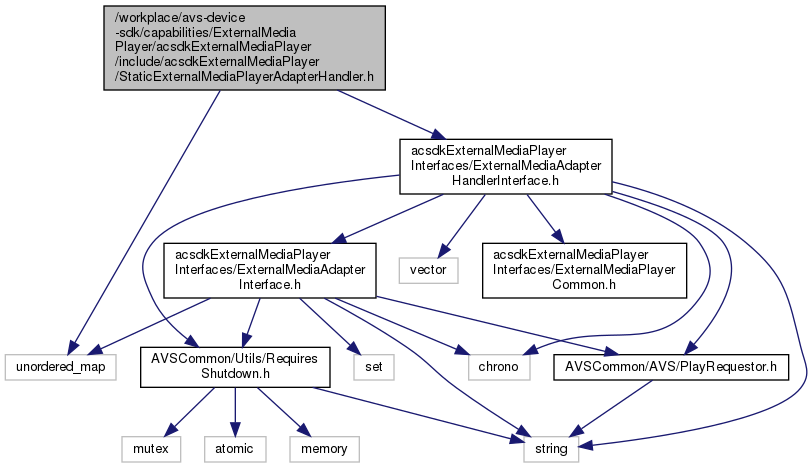 /workplace/avs-device
-sdk/capabilities/ExternalMedia
Player/acsdkExternalMediaPlayer
/include/acsdkExternalMediaPlayer
/StaticExternalMediaPlayerAdapterHandler.h
acsdkExternalMediaPlayer
Interfaces/ExternalMediaAdapter
HandlerInterface.h
acsdkExternalMediaPlayer
Interfaces/ExternalMediaAdapter
Interface.h
vector
acsdkExternalMediaPlayer
Interfaces/ExternalMediaPlayer
Common.h
unordered_map
AVSCommon/Utils/Requires
Shutdown.h
set
chrono
AVSCommon/AVS/PlayRequestor.h
mutex
atomic
memory
string